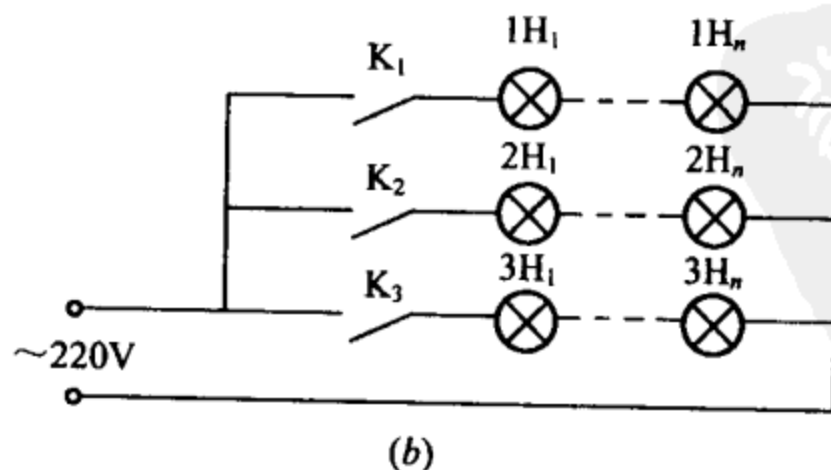 1H₁ 1Hₙ
K₁
2H₁ 2Hₙ
K₂
3H₁ 3Hₙ
K₃
～220V
(b)